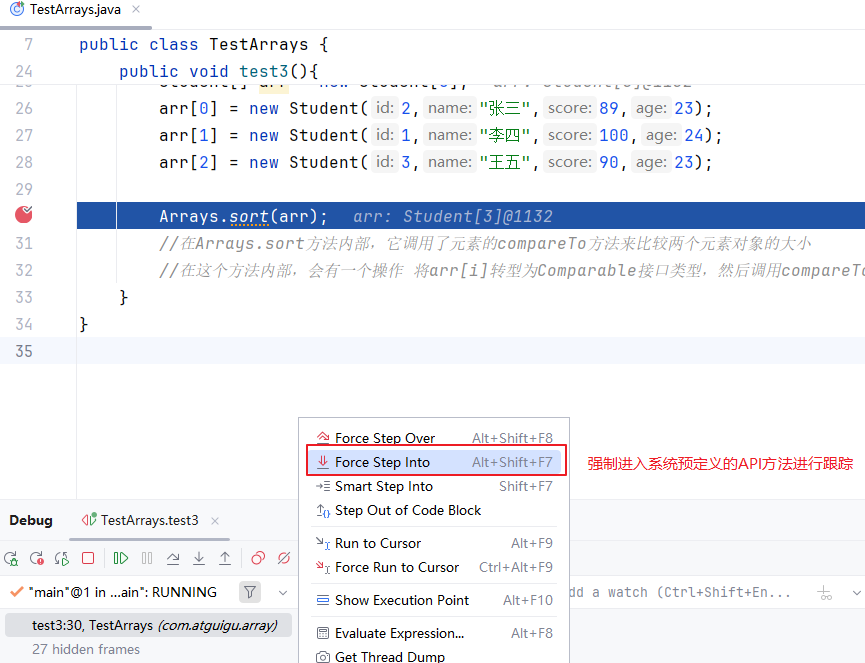 TestArrays.java
7 public class TestArrays {
24 public void test3(){
26 arr[0] = new Student( id: 2, name: "张三", score: 89, age: 23);
27 arr[1] = new Student( id: 1, name: "李四", score: 100, age: 24);
28 arr[2] = new Student( id: 3, name: "王五", score: 90, age: 23);
29
Arrays.sort(arr); arr: Student[3]@1132
31 //在Arrays.sort方法内部，它调用了元素的compareTo方法来比较两个元素对象的大小
32 //在这个方法内部，会有一个操作 将arr[i]转型为Comparable接口类型，然后调用compareTo
33 }
34 }
35
Force Step Over Alt+Shift+F8
Force Step Into Alt+Shift+F7 强制进入系统预定义的API方法进行跟踪
Smart Step Into Shift+F7
Step Out of Code Block
Run to Cursor Alt+F9
Force Run to Cursor Ctrl+Alt+F9
Show Execution Point Alt+F10
Evaluate Expression... Alt+F8
Get Thread Dump
Debug TestArrays.test3
"main"@1 in ...ain": RUNNING
dd a watch (Ctrl+Shift+En...
test3:30, TestArrays (com.atguigu.array)
27 hidden frames